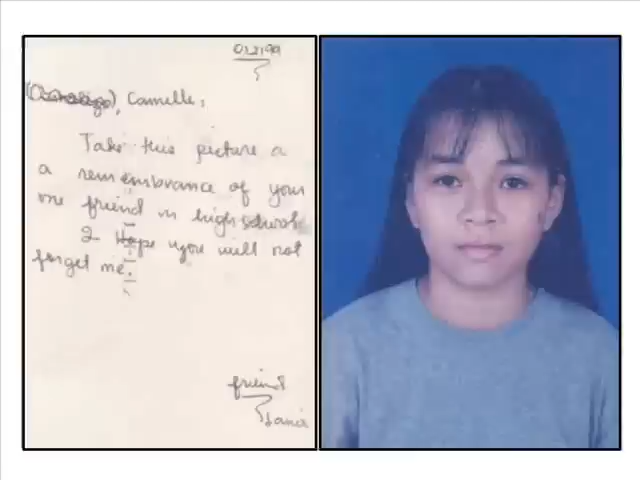 01.21.99
Camille,
Take this picture a
a remembrance of your
one friend in high school
I Hope you will not
forget me.
friend